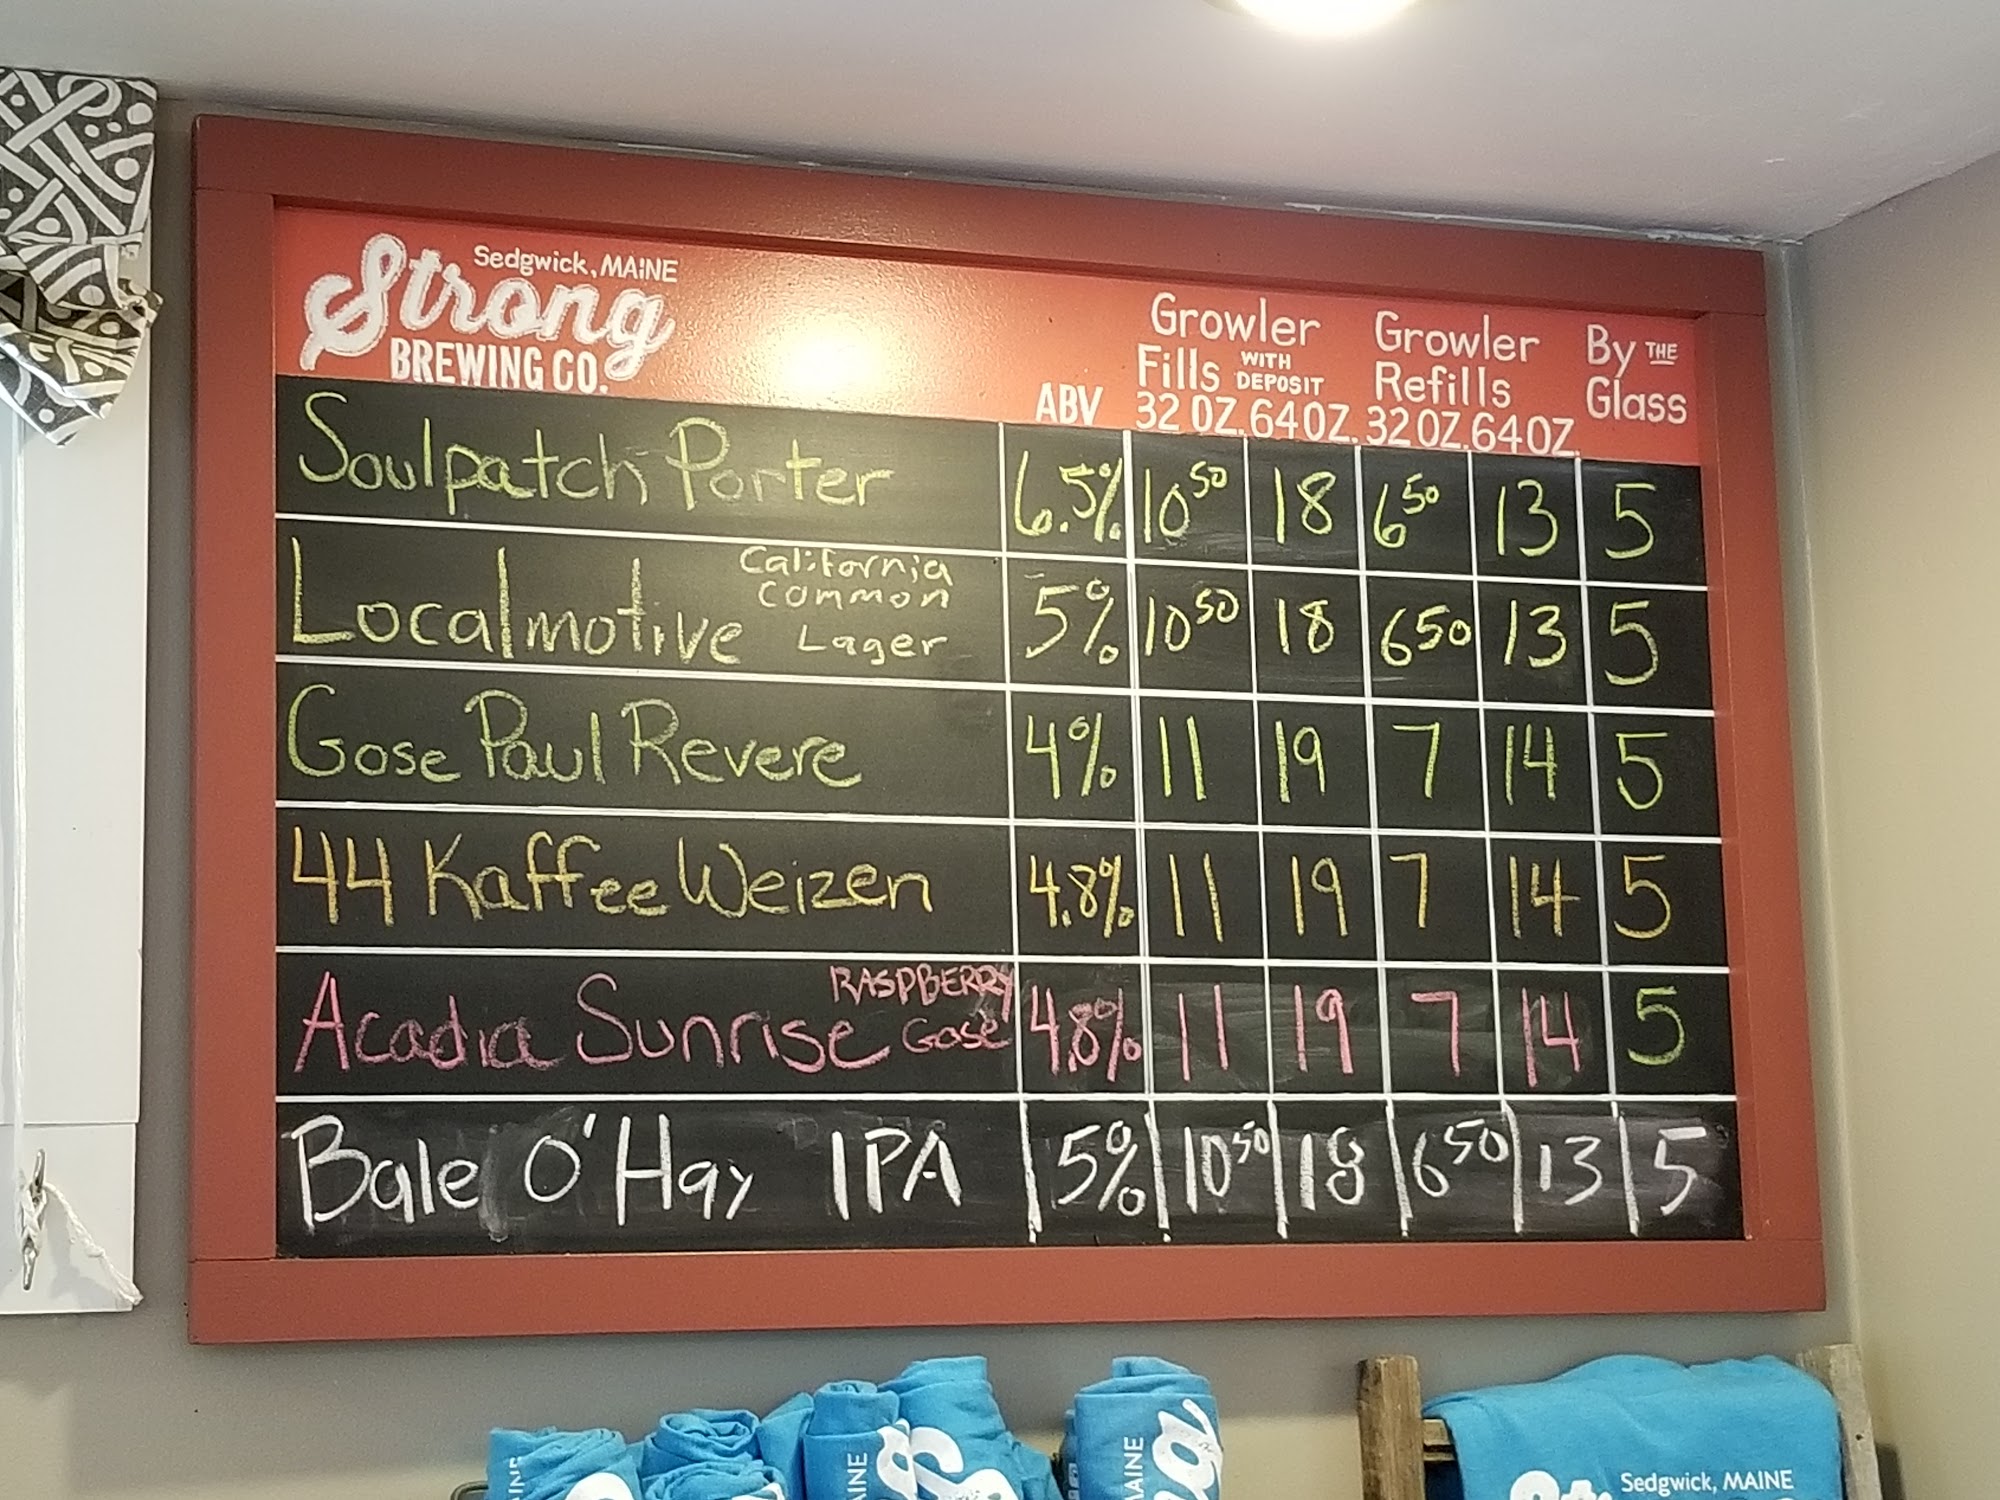 Sedgwick, MAINE
Strong
BREWING CO.
ABV
Growler
Fills WITH DEPOSIT
32 OZ. 64 OZ.
Growler
Refills
32 OZ. 64 OZ.
By THE
Glass
Soulpatch Porter 6.5% 10 50 18 6 50 13 5
Localmotive California Common Lager 5% 10 50 18 6 50 13 5
Gose Paul Revere 4% 11 19 7 14 5
44 Kaffee Weizen 4.8% 11 19 7 14 5
Acadia Sunrise RASPBERRY Gose 4.8% 11 19 7 14 5
Bale O'Hay IPA 5% 10 50 18 6 50 13 5
MAINE
MAINE
Sedgwick, MAINE